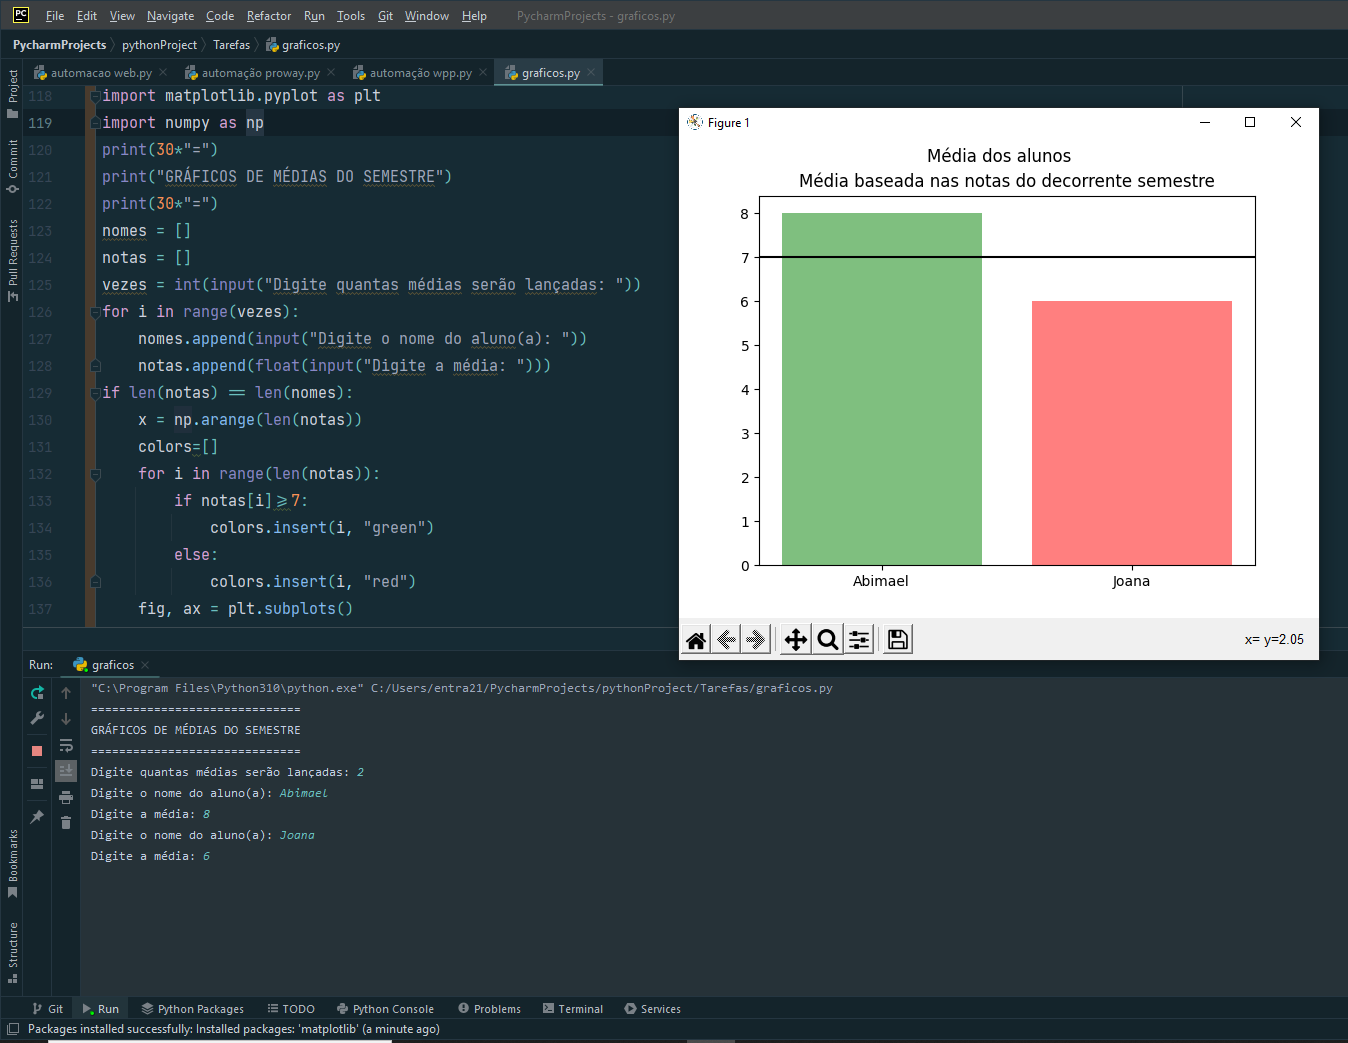 PC File Edit View Navigate Code Refactor Run Tools Git Window Help PycharmProjects - graficos.py
PycharmProjects pythonProject Tarefas graficos.py
automacao web.py automação proway.py automação wpp.py graficos.py
Project
Commit
Pull Requests
118 import matplotlib.pyplot as plt
119 import numpy as np
120 print(30*"=")
121 print("GRÁFICOS DE MÉDIAS DO SEMESTRE")
122 print(30*"=")
123 nomes = []
124 notas = []
125 vezes = int(input("Digite quantas médias serão lançadas: "))
126 for i in range(vezes):
127 nomes.append(input("Digite o nome do aluno(a): "))
128 notas.append(float(input("Digite a média: ")))
129 if len(notas) == len(nomes):
130 x = np.arange(len(notas))
131 colors=[]
132 for i in range(len(notas)):
133 if notas[i]>=7:
134 colors.insert(i, "green")
135 else:
136 colors.insert(i, "red")
137 fig, ax = plt.subplots()
Figure 1
Média dos alunos
Média baseada nas notas do decorrente semestre
8
7
6
5
4
3
2
1
0
Abimael Joana
x= y=2.05
Run: graficos
"C:\Program Files\Python310\python.exe" C:/Users/entra21/PycharmProjects/pythonProject/Tarefas/graficos.py
==============================
GRÁFICOS DE MÉDIAS DO SEMESTRE
==============================
Digite quantas médias serão lançadas: 2
Digite o nome do aluno(a): Abimael
Digite a média: 8
Digite o nome do aluno(a): Joana
Digite a média: 6
Bookmarks
Structure
Git Run Python Packages TODO Python Console Problems Terminal Services
Packages installed successfully: Installed packages: 'matplotlib' (a minute ago)